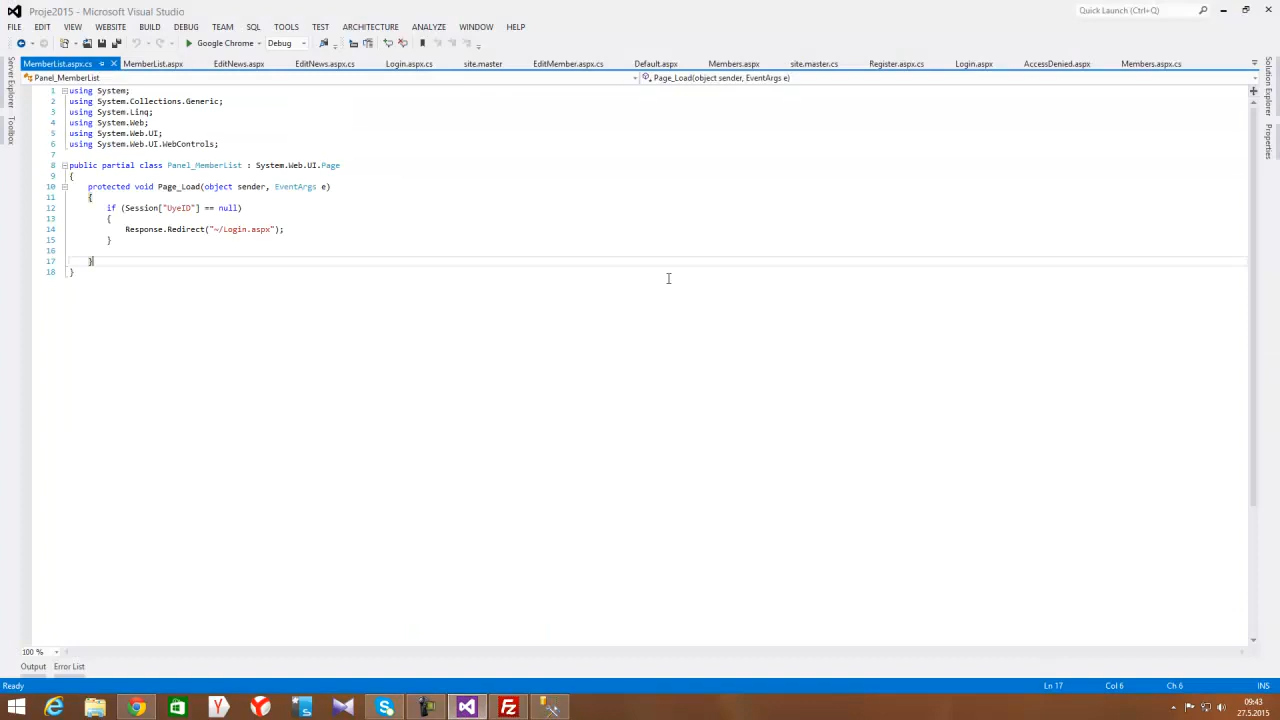 Proje2015 - Microsoft Visual Studio
Quick Launch (Ctrl+Q)
FILE EDIT VIEW WEBSITE BUILD DEBUG TEAM SQL TOOLS TEST ARCHITECTURE ANALYZE WINDOW HELP
Google Chrome Debug
MemberList.aspx.cs MemberList.aspx EditNews.aspx EditNews.aspx.cs Login.aspx.cs site.master EditMember.aspx.cs Default.aspx Members.aspx site.master.cs Register.aspx.cs Login.aspx AccessDenied.aspx Members.aspx.cs
Panel_MemberList Page_Load(object sender, EventArgs e)
Server Explorer
Toolbox
Solution Explorer
Properties
1 using System;
2 using System.Collections.Generic;
3 using System.Linq;
4 using System.Web;
5 using System.Web.UI;
6 using System.Web.UI.WebControls;
7
8 public partial class Panel_MemberList : System.Web.UI.Page
9 {
10 protected void Page_Load(object sender, EventArgs e)
11 {
12 if (Session["UyeID"] == null)
13 {
14 Response.Redirect("~/Login.aspx");
15 }
16
17 }
18 }
100 %
Output Error List
Ready Ln 17 Col 6 Ch 6 INS
09:43
27.5.2015